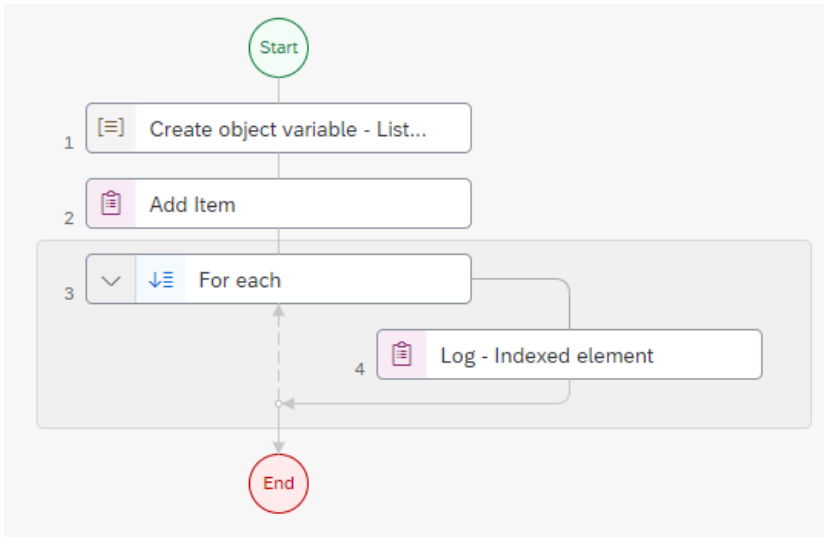 Start
1
Create object variable - List...
2
Add Item
3
For each
4
Log - Indexed element
End